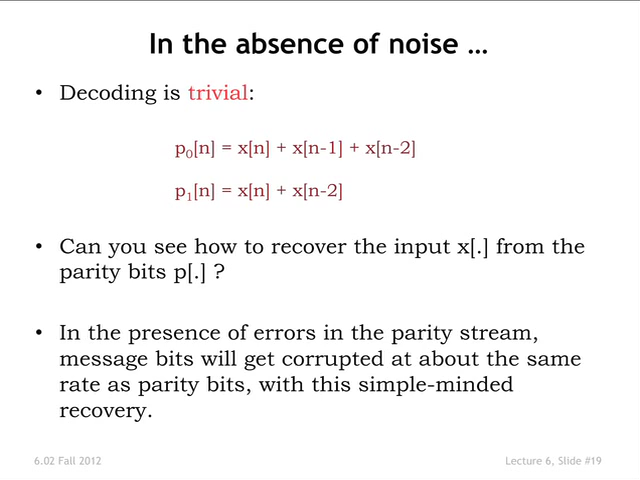 In the absence of noise …
• Decoding is trivial:
p₀[n] = x[n] + x[n-1] + x[n-2]
p₁[n] = x[n] + x[n-2]
• Can you see how to recover the input x[.] from the
parity bits p[.] ?
• In the presence of errors in the parity stream,
message bits will get corrupted at about the same
rate as parity bits, with this simple-minded
recovery.
6.02 Fall 2012
Lecture 6, Slide #19